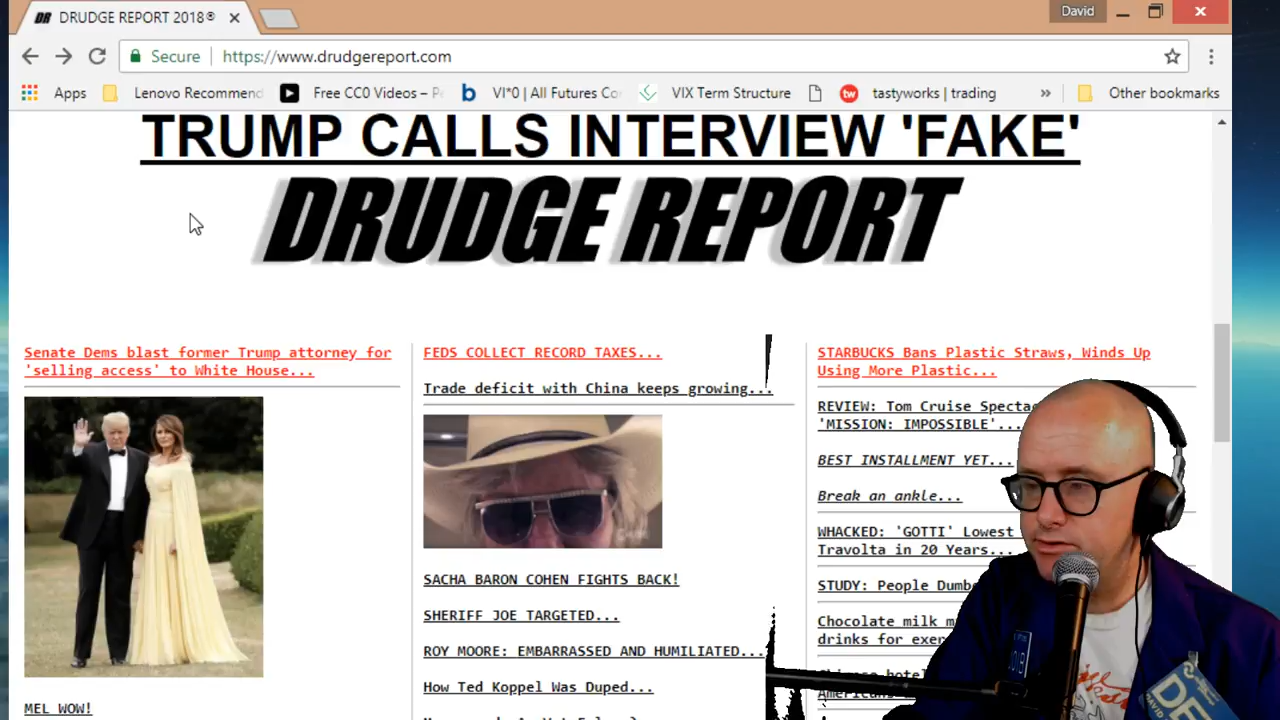 DRUDGE REPORT 2018®
David
Secure
https://www.drudgereport.com
Apps
Lenovo Recommend
Free CC0 Videos – P
VI*0 | All Futures Co
VIX Term Structure
tw
tastyworks | trading
»
Other bookmarks
TRUMP CALLS INTERVIEW 'FAKE'
DRUDGE REPORT
Senate Dems blast former Trump attorney for
'selling access' to White House...
MEL WOW!
FEDS COLLECT RECORD TAXES...
Trade deficit with China keeps growing...
SACHA BARON COHEN FIGHTS BACK!
SHERIFF JOE TARGETED...
ROY MOORE: EMBARRASSED AND HUMILIATED...
How Ted Koppel Was Duped...
STARBUCKS Bans Plastic Straws, Winds Up
Using More Plastic...
REVIEW: Tom Cruise Specta
'MISSION: IMPOSSIBLE'...
BEST INSTALLMENT YET...
Break an ankle...
WHACKED: 'GOTTI' Lowest
Travolta in 20 Years...
STUDY: People Dumb
Chocolate milk m
drinks for exer